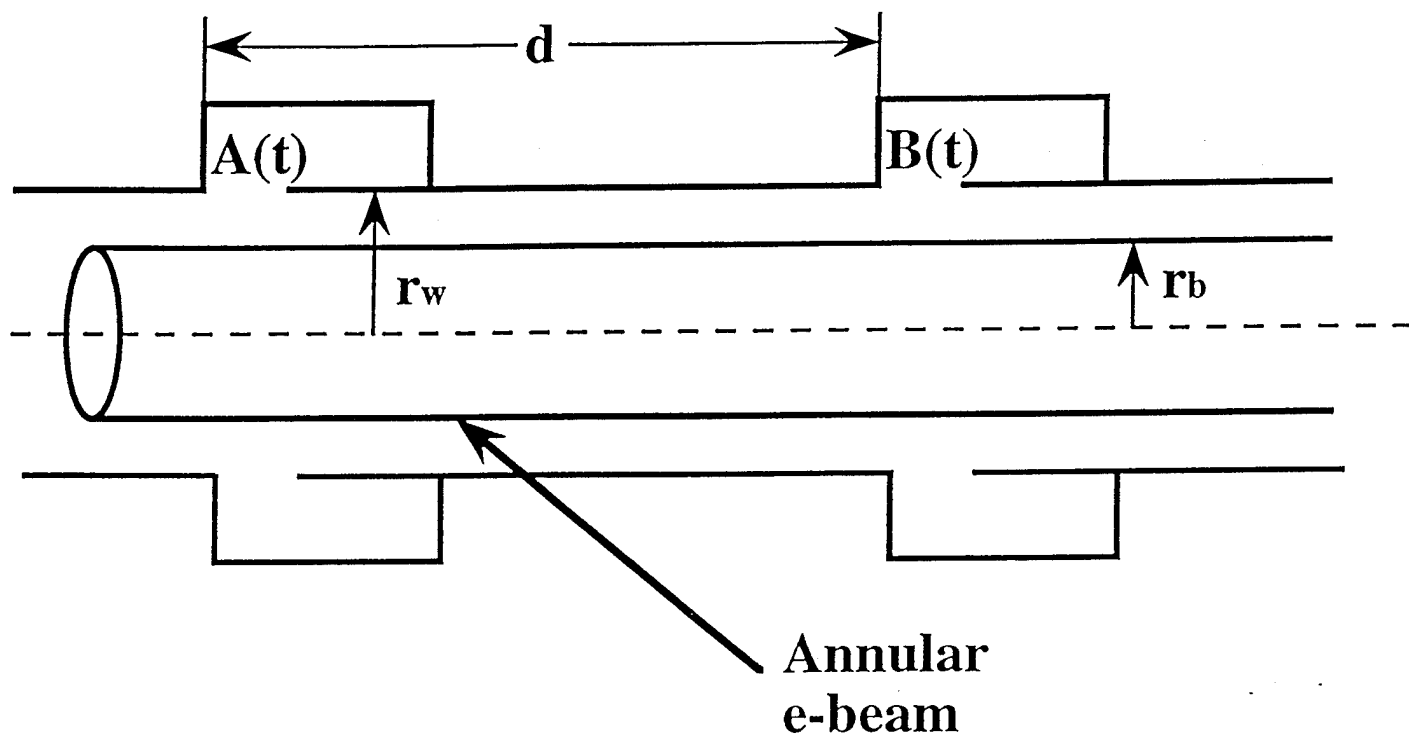 d
A(t)
B(t)
rw
rb
Annular
e-beam